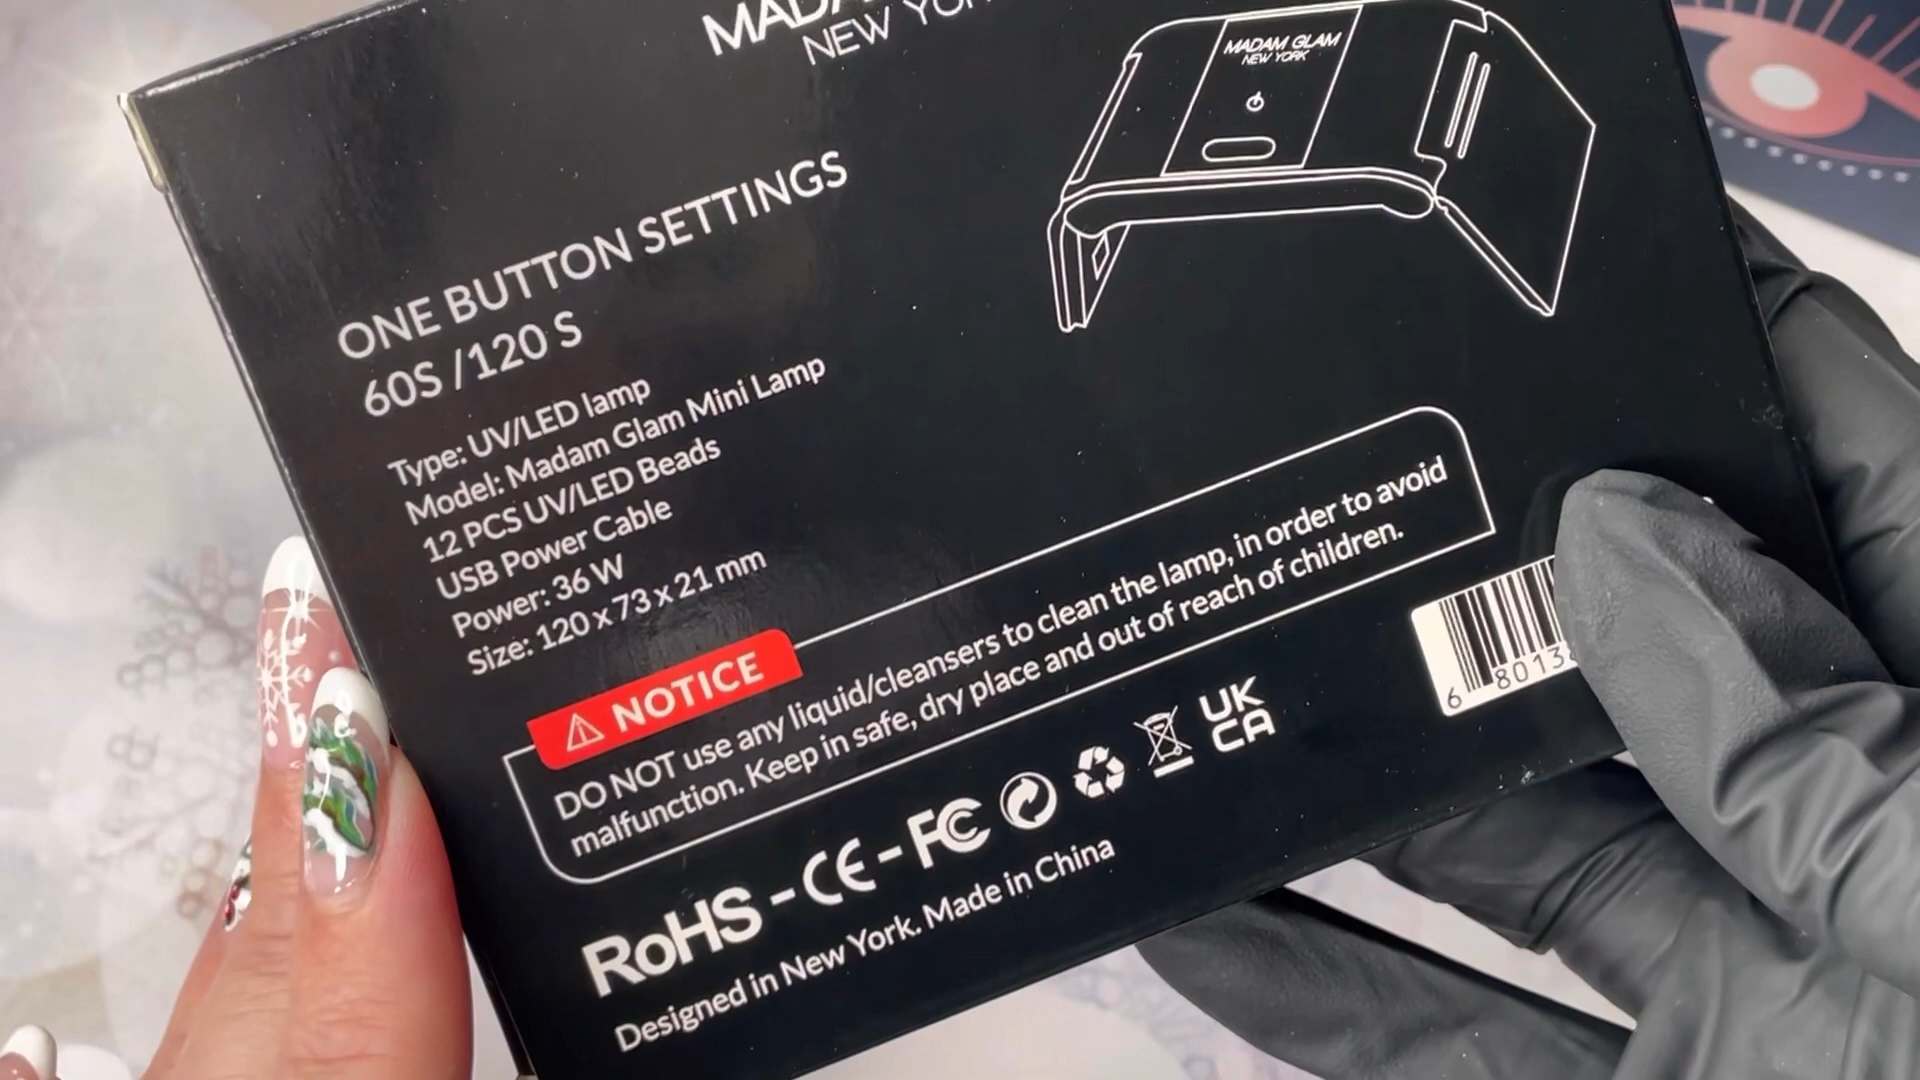 NEW
MADAM GLAM
NEW YORK
ONE BUTTON SETTINGS
60S /120 S
Type: UV/LED lamp
Model: Madam Glam Mini Lamp
12 PCS UV/LED Beads
USB Power Cable
Power: 36 W
Size: 120 x 73 x 21 mm
NOTICE
DO NOT use any liquid/cleansers to clean the lamp, in order to avoid
malfunction. Keep in safe, dry place and out of reach of children.
6 8013
RoHS - CE - FC
UK
CA
Designed in New York. Made in China